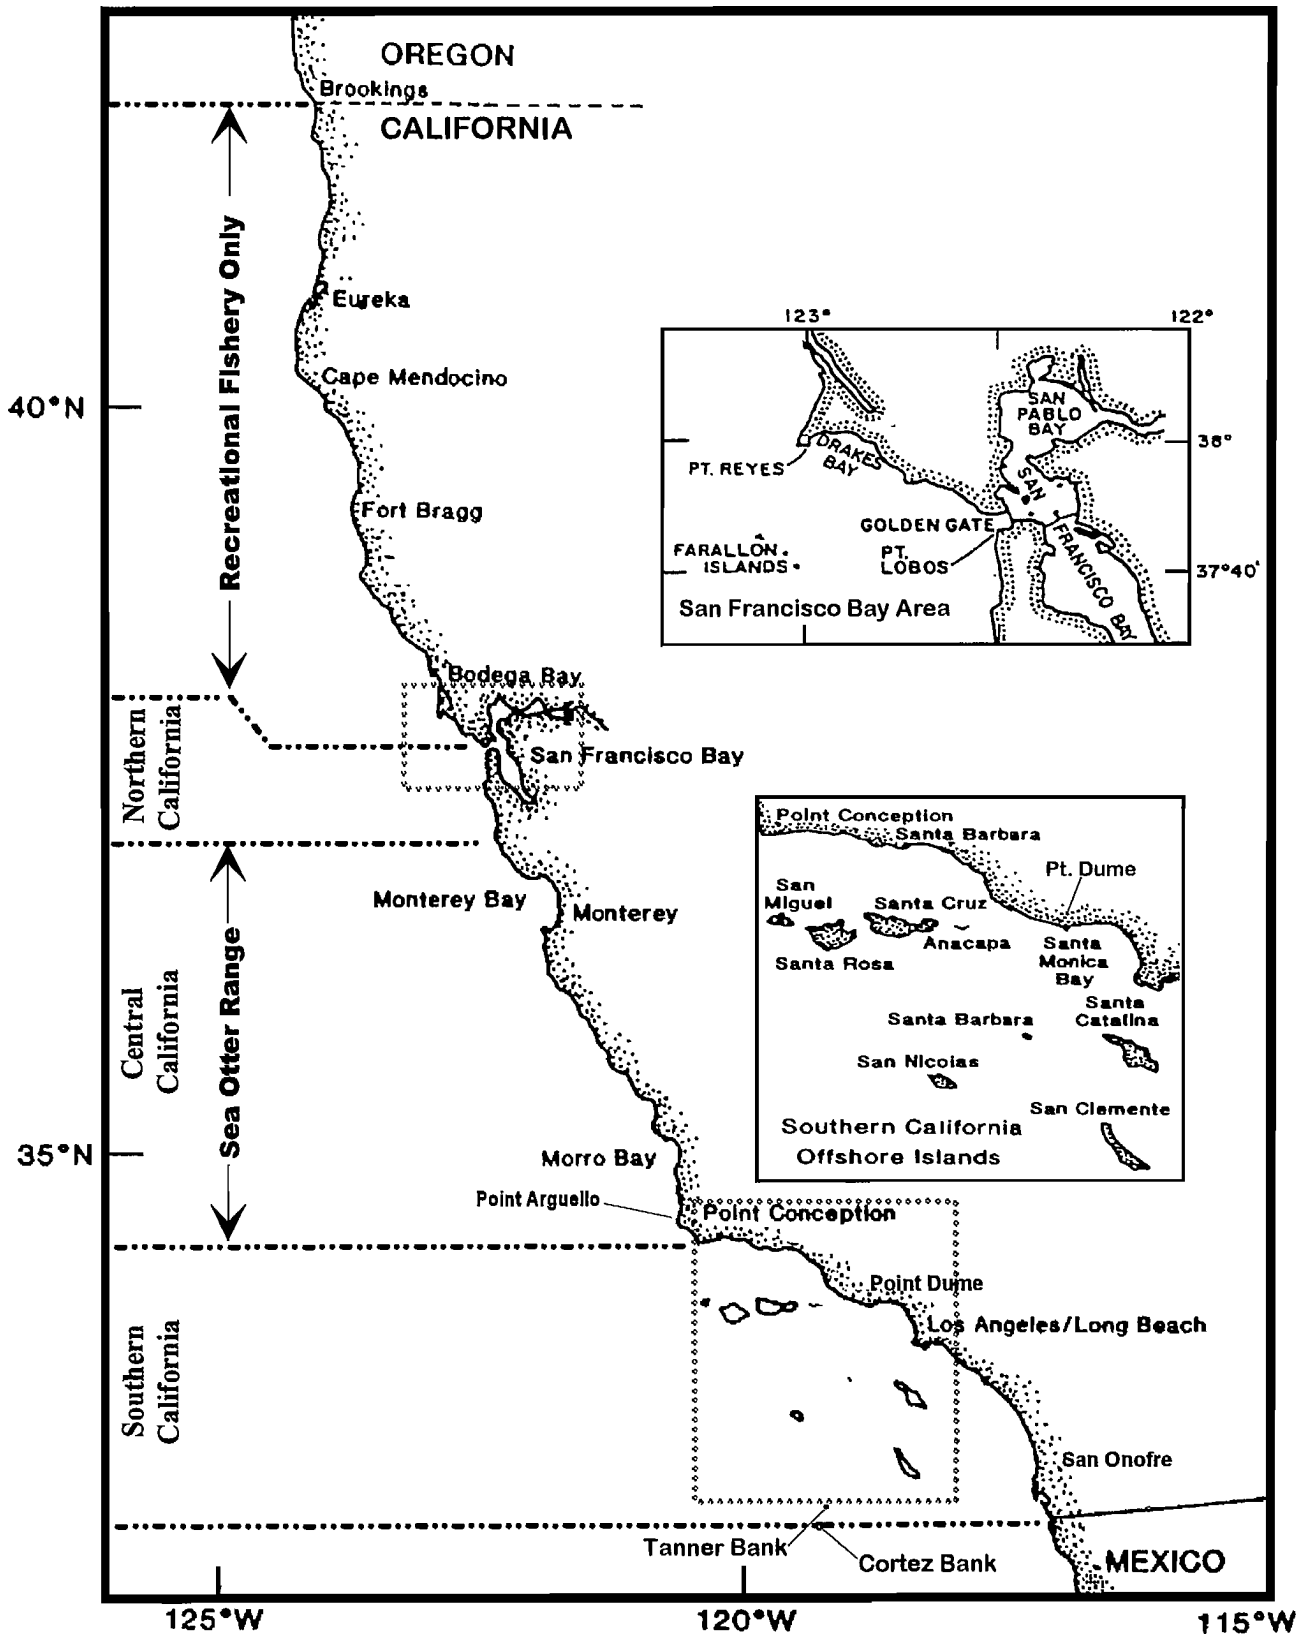 OREGON
Brookings
CALIFORNIA
Recreational Fishery Only
Eureka
Cape Mendocino
40°N
Fort Bragg
123°
122°
SAN
PABLO
BAY
38°
DRAKES
BAY
PT. REYES
SAN
FRANCISCO BAY
GOLDEN GATE
FARALLON
ISLANDS
PT.
LOBOS
37°40'
San Francisco Bay Area
Bodega Bay
San Francisco Bay
Northern
California
Monterey Bay
Monterey
Sea Otter Range
Central
California
35°N
Morro Bay
Point Arguello
Point Conception
Point Conception
Santa Barbara
Pt. Dume
San
Miguel
Santa Cruz
Anacapa
Santa Rosa
Santa
Monica
Bay
Santa
Catalina
Santa Barbara
San Nicolas
San Clemente
Southern California
Offshore Islands
Point Dume
Los Angeles/Long Beach
Southern
California
San Onofre
Tanner Bank
Cortez Bank
MEXICO
125°W
120°W
115°W